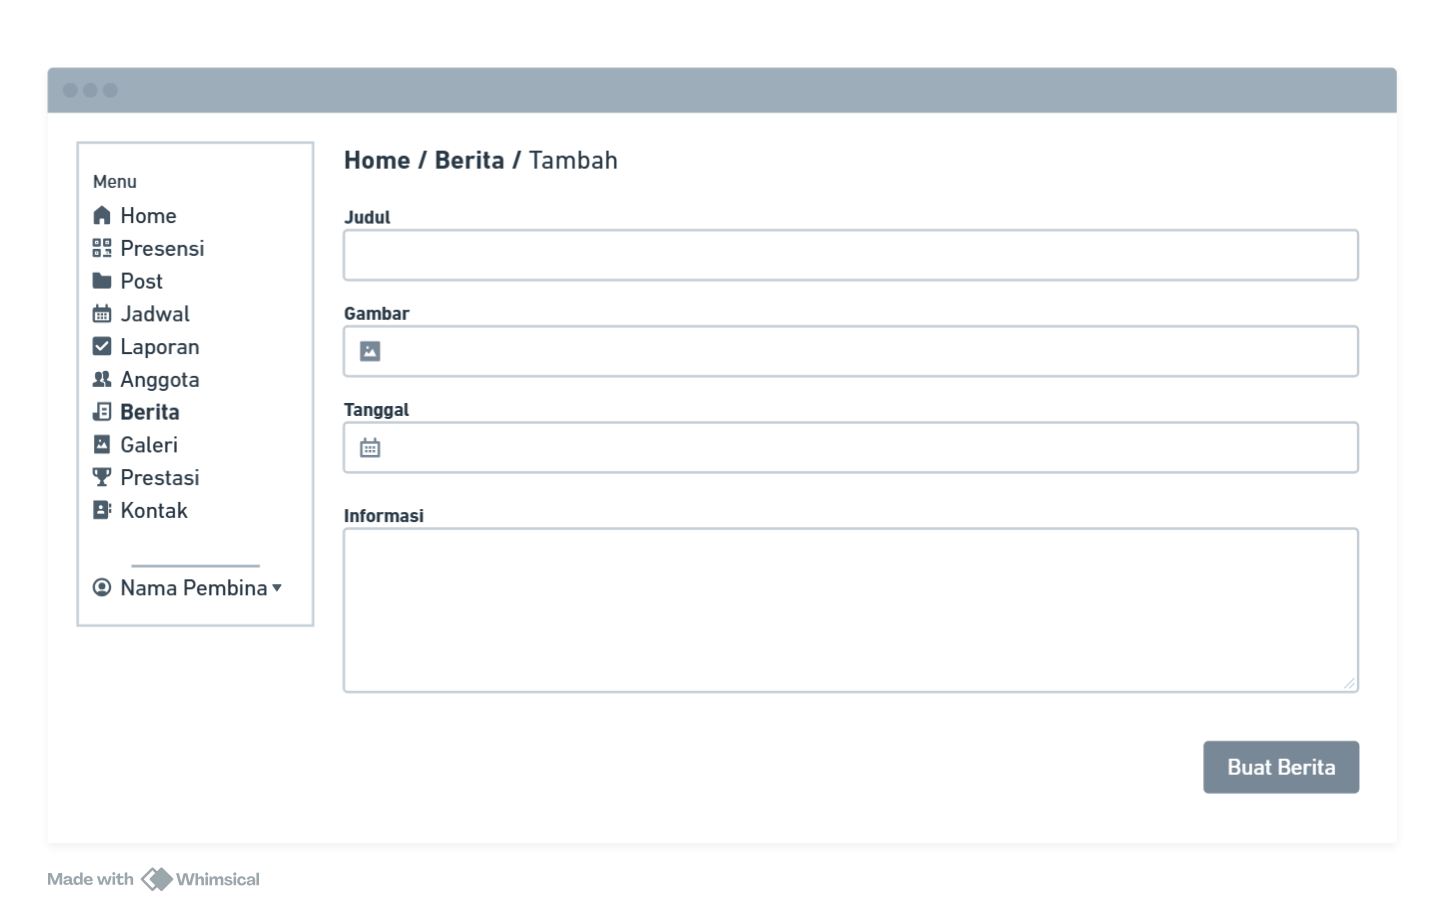 Menu
Home
Presensi
Post
Jadwal
Laporan
Anggota
Berita
Galeri
Prestasi
Kontak
Nama Pembina
Home / Berita / Tambah
Judul
Gambar
Tanggal
Informasi
Buat Berita
Made with Whimsical